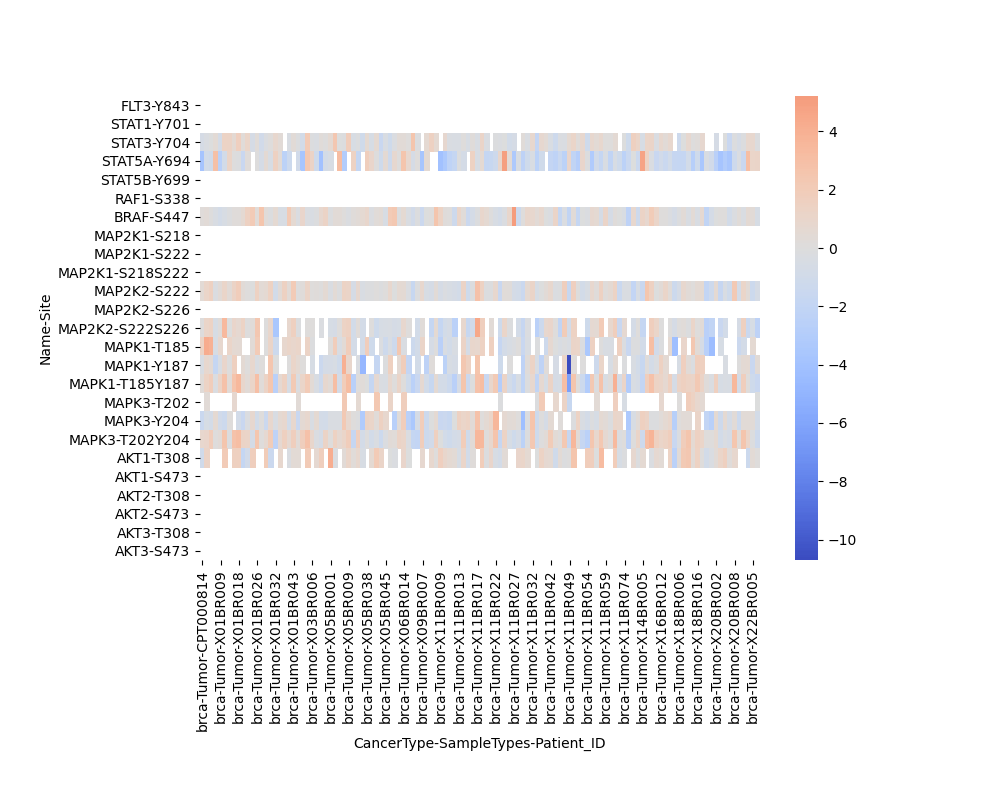 FLT3-Y843
STAT1-Y701
STAT3-Y704
STAT5A-Y694
STAT5B-Y699
RAF1-S338
BRAF-S447
MAP2K1-S218
MAP2K1-S222
MAP2K1-S218S222
MAP2K2-S222
MAP2K2-S226
MAP2K2-S222S226
MAPK1-T185
MAPK1-Y187
MAPK1-T185Y187
MAPK3-T202
MAPK3-Y204
MAPK3-T202Y204
AKT1-T308
AKT1-S473
AKT2-T308
AKT2-S473
AKT3-T308
AKT3-S473
Name-Site
brca-Tumor-CPT000814
brca-Tumor-X01BR009
brca-Tumor-X01BR018
brca-Tumor-X01BR026
brca-Tumor-X01BR032
brca-Tumor-X01BR043
brca-Tumor-X03BR006
brca-Tumor-X05BR001
brca-Tumor-X05BR009
brca-Tumor-X05BR038
brca-Tumor-X05BR045
brca-Tumor-X06BR014
brca-Tumor-X09BR007
brca-Tumor-X11BR009
brca-Tumor-X11BR013
brca-Tumor-X11BR017
brca-Tumor-X11BR022
brca-Tumor-X11BR027
brca-Tumor-X11BR032
brca-Tumor-X11BR042
brca-Tumor-X11BR049
brca-Tumor-X11BR054
brca-Tumor-X11BR059
brca-Tumor-X11BR074
brca-Tumor-X14BR005
brca-Tumor-X16BR012
brca-Tumor-X18BR006
brca-Tumor-X18BR016
brca-Tumor-X20BR002
brca-Tumor-X20BR008
brca-Tumor-X22BR005
CancerType-SampleTypes-Patient_ID
4
2
0
−2
−4
−6
−8
−10